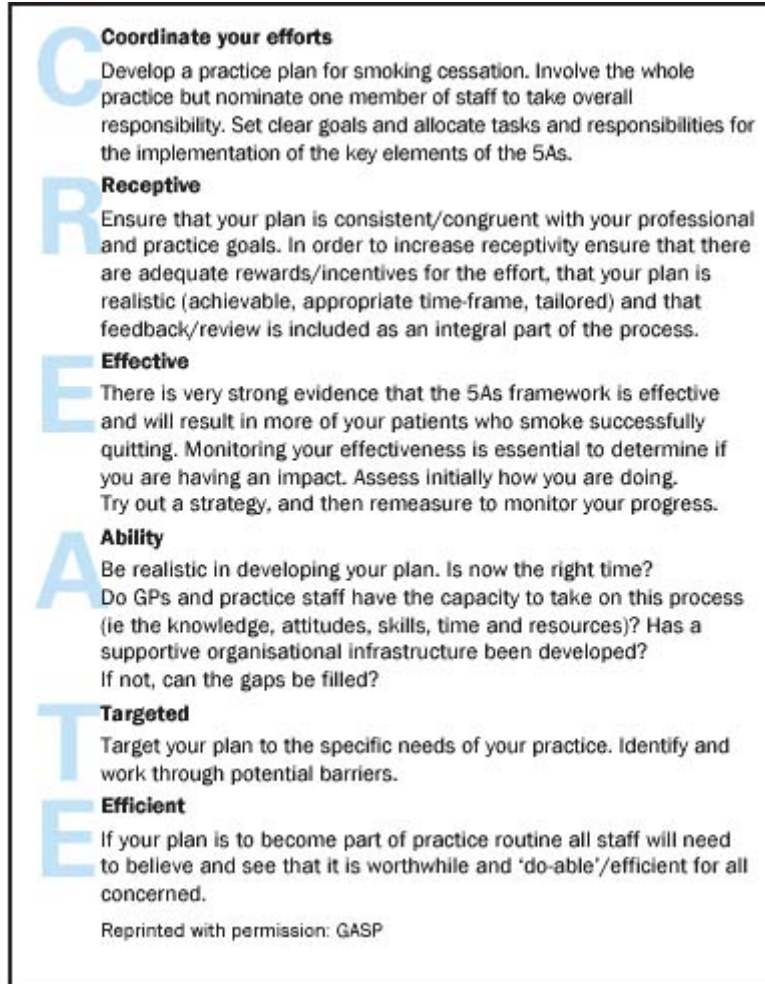 C
Coordinate your efforts
Develop a practice plan for smoking cessation. Involve the whole
practice but nominate one member of staff to take overall
responsibility. Set clear goals and allocate tasks and responsibilities for
the implementation of the key elements of the 5As.
R
Receptive
Ensure that your plan is consistent/congruent with your professional
and practice goals. In order to increase receptivity ensure that there
are adequate rewards/incentives for the effort, that your plan is
realistic (achievable, appropriate time-frame, tailored) and that
feedback/review is included as an integral part of the process.
E
Effective
There is very strong evidence that the 5As framework is effective
and will result in more of your patients who smoke successfully
quitting. Monitoring your effectiveness is essential to determine if
you are having an impact. Assess initially how you are doing.
Try out a strategy, and then remeasure to monitor your progress.
A
Ability
Be realistic in developing your plan. Is now the right time?
Do GPs and practice staff have the capacity to take on this process
(ie the knowledge, attitudes, skills, time and resources)? Has a
supportive organisational infrastructure been developed?
If not, can the gaps be filled?
T
Targeted
Target your plan to the specific needs of your practice. Identify and
work through potential barriers.
E
Efficient
If your plan is to become part of practice routine all staff will need
to believe and see that it is worthwhile and ‘do-able’/efficient for all
concerned.
Reprinted with permission: GASP